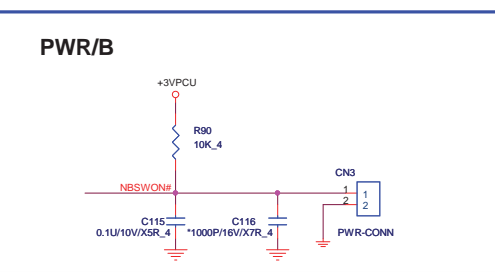 PWR/B
+3VPCU
R90
10K_4
CN3
NBSWON#
1
1
2
2
C115
0.1U/10V/X5R_4
C116
*1000P/16V/X7R_4
PWR-CONN